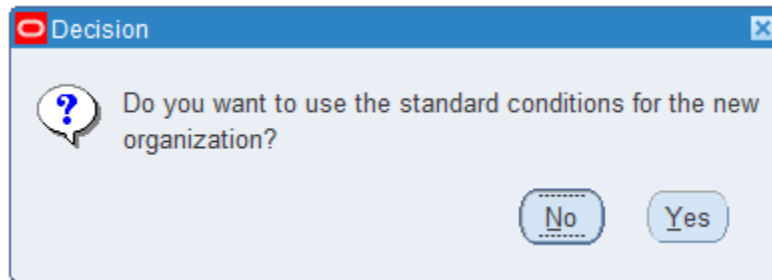 Decision
Do you want to use the standard conditions for the new
organization?
No Yes